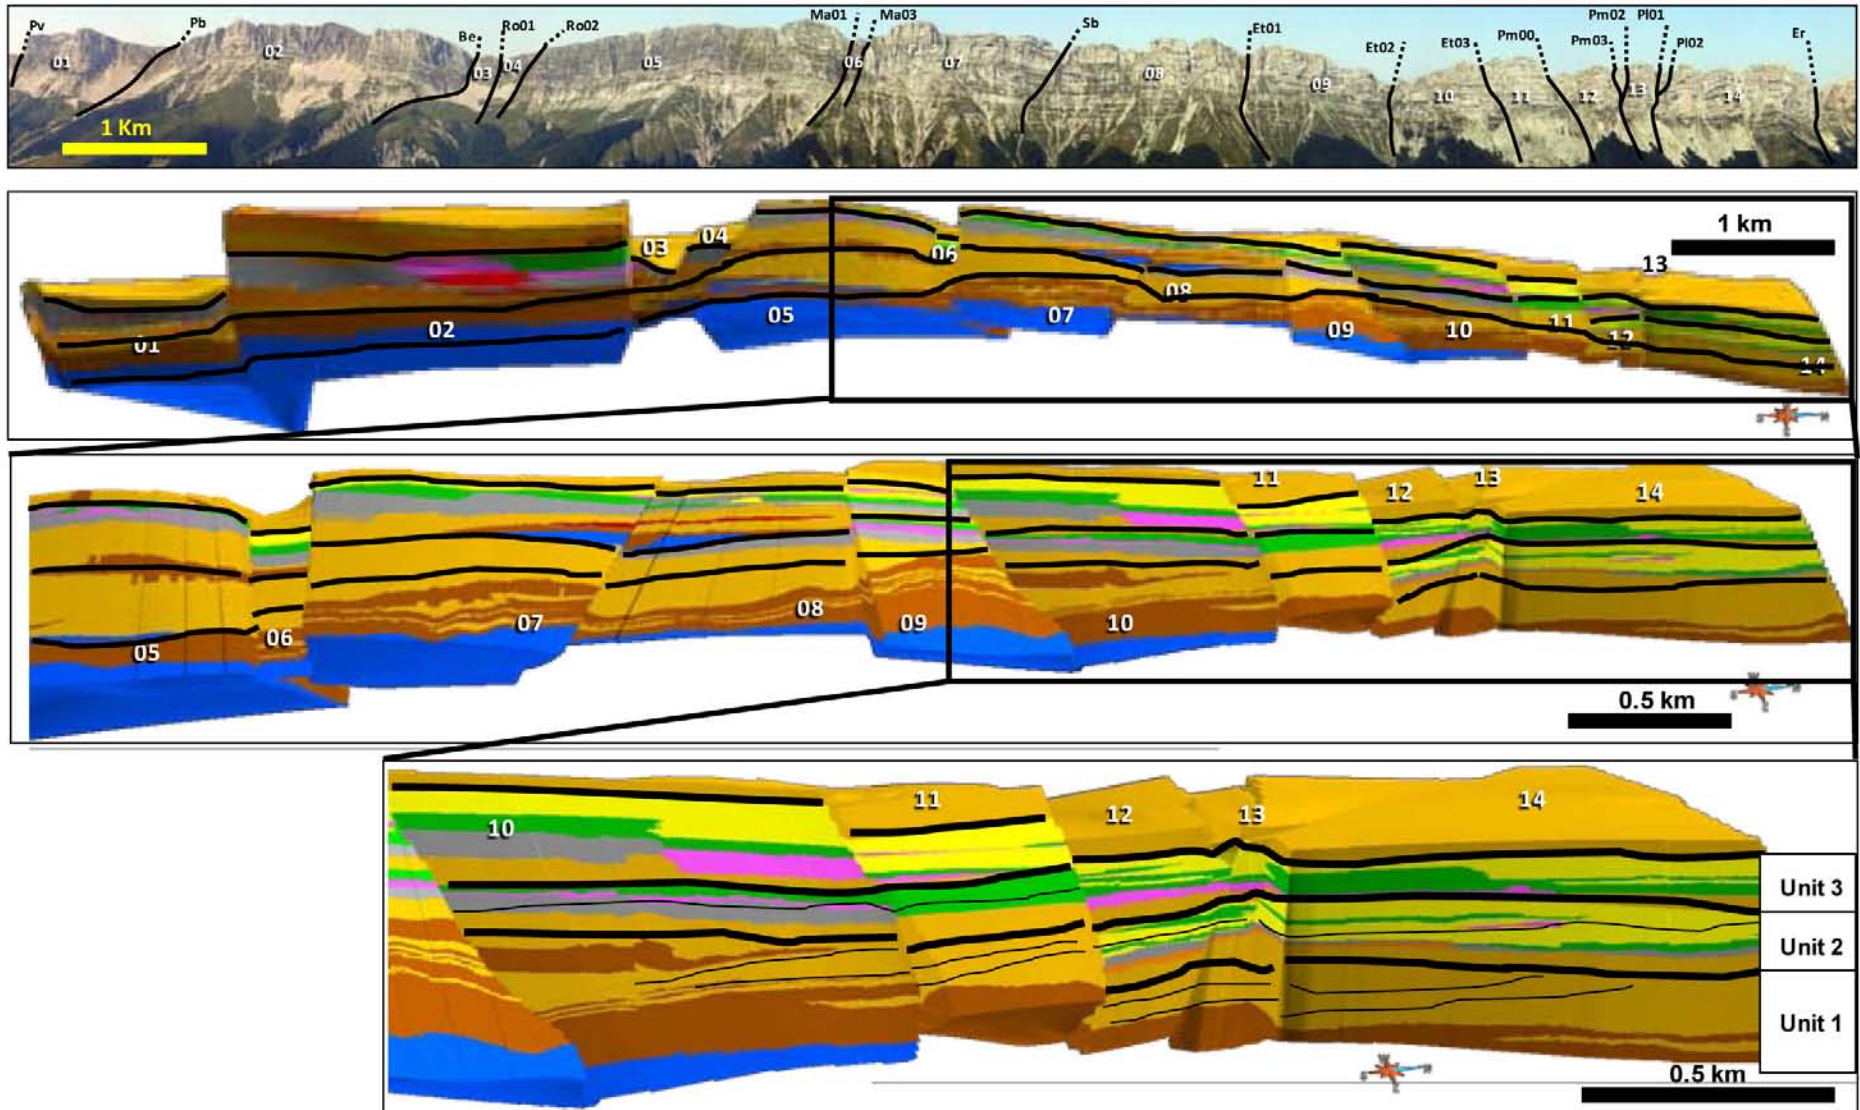 Pv Pb Be Ro01 Ro02 Ma01 Ma03 Sb Et01 Et02 Et03 Pm00 Pm02 Pm03 Pl01 Pl02 Er
01 02 03 04 05 06 07 08 09 10 11 12 13 14
1 Km
1 km
01 02 03 04 05 06 07 08 09 10 11 12 13 14
05 06 07 08 09 10 11 12 13 14
0.5 km
10 11 12 13 14
Unit 3
Unit 2
Unit 1
0.5 km